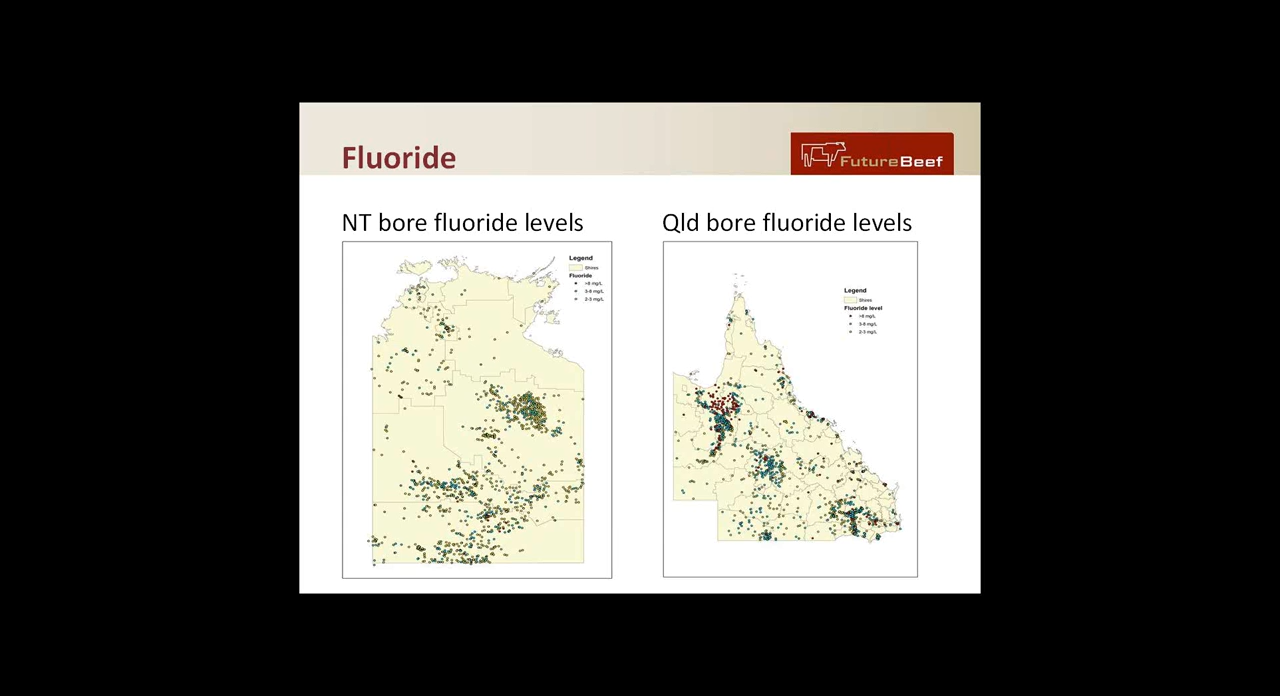 Fluoride
FutureBeef
NT bore fluoride levels
Legend
Shires
Fluoride
>8 mg/L
3-8 mg/L
2-3 mg/L
Qld bore fluoride levels
Legend
Shires
Fluoride level
>8 mg/L
3-8 mg/L
2-3 mg/L